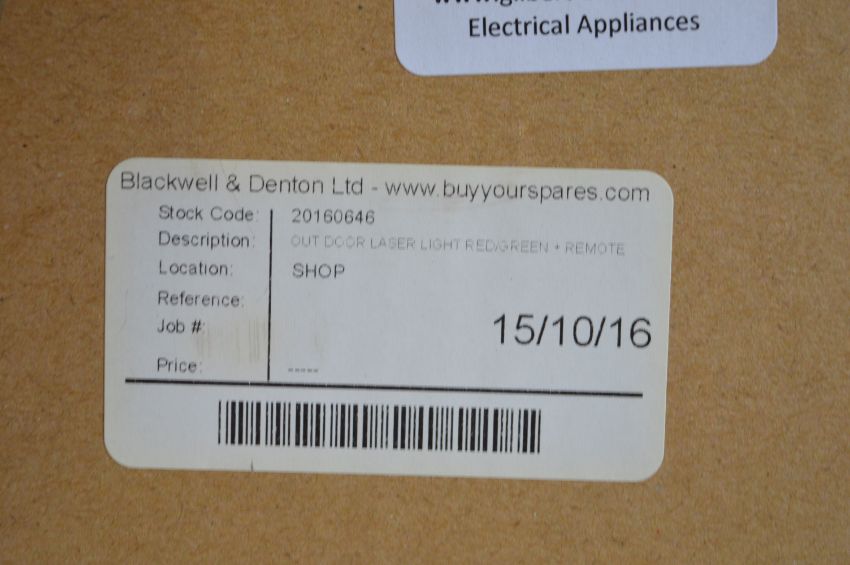 Electrical Appliances
Blackwell & Denton Ltd - www.buyyourspares.com
Stock Code: 20160646
Description: OUT DOOR LASER LIGHT RED/GREEN + REMOTE
Location: SHOP
Reference:
Job #:
15/10/16
Price: -----